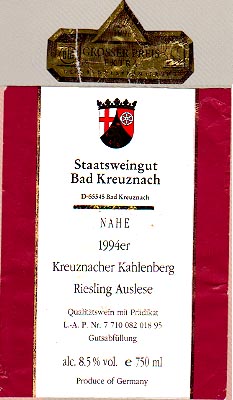 GROSSER PREIS
EXTRA
Staatsweingut
Bad Kreuznach
D-55545 Bad Kreuznach
NAHE
1994er
Kreuznacher Kahlenberg
Riesling Auslese
Qualitätswein mit Prädikat
L.-A. P. Nr. 7 710 082 018 95
Gutsabfüllung
alc. 8.5 % vol. e 750 ml
Produce of Germany